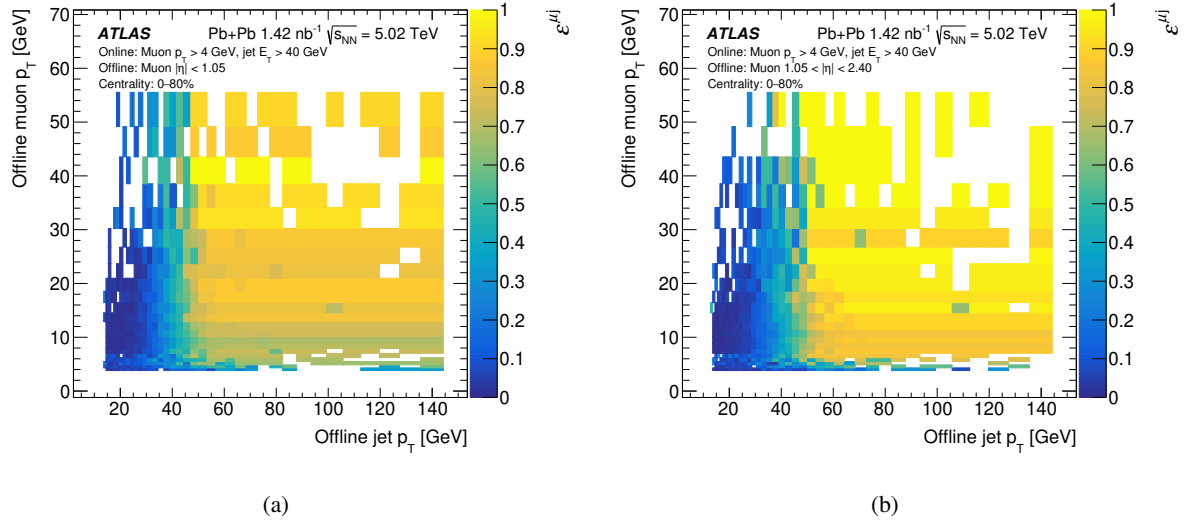 ATLAS Pb+Pb 1.42 nb⁻¹ √s_NN = 5.02 TeV
Online: Muon p_T > 4 GeV, jet E_T > 40 GeV
Offline: Muon |η| < 1.05
Centrality: 0–80%
Offline muon p_T [GeV]
70
60
50
40
30
20
10
0
20 40 60 80 100 120 140
Offline jet p_T [GeV]
ε^μj
1
0.9
0.8
0.7
0.6
0.5
0.4
0.3
0.2
0.1
0
(a)
ATLAS Pb+Pb 1.42 nb⁻¹ √s_NN = 5.02 TeV
Online: Muon p_T > 4 GeV, jet E_T > 40 GeV
Offline: Muon 1.05 < |η| < 2.40
Centrality: 0–80%
Offline muon p_T [GeV]
70
60
50
40
30
20
10
0
20 40 60 80 100 120 140
Offline jet p_T [GeV]
ε^μj
1
0.9
0.8
0.7
0.6
0.5
0.4
0.3
0.2
0.1
0
(b)